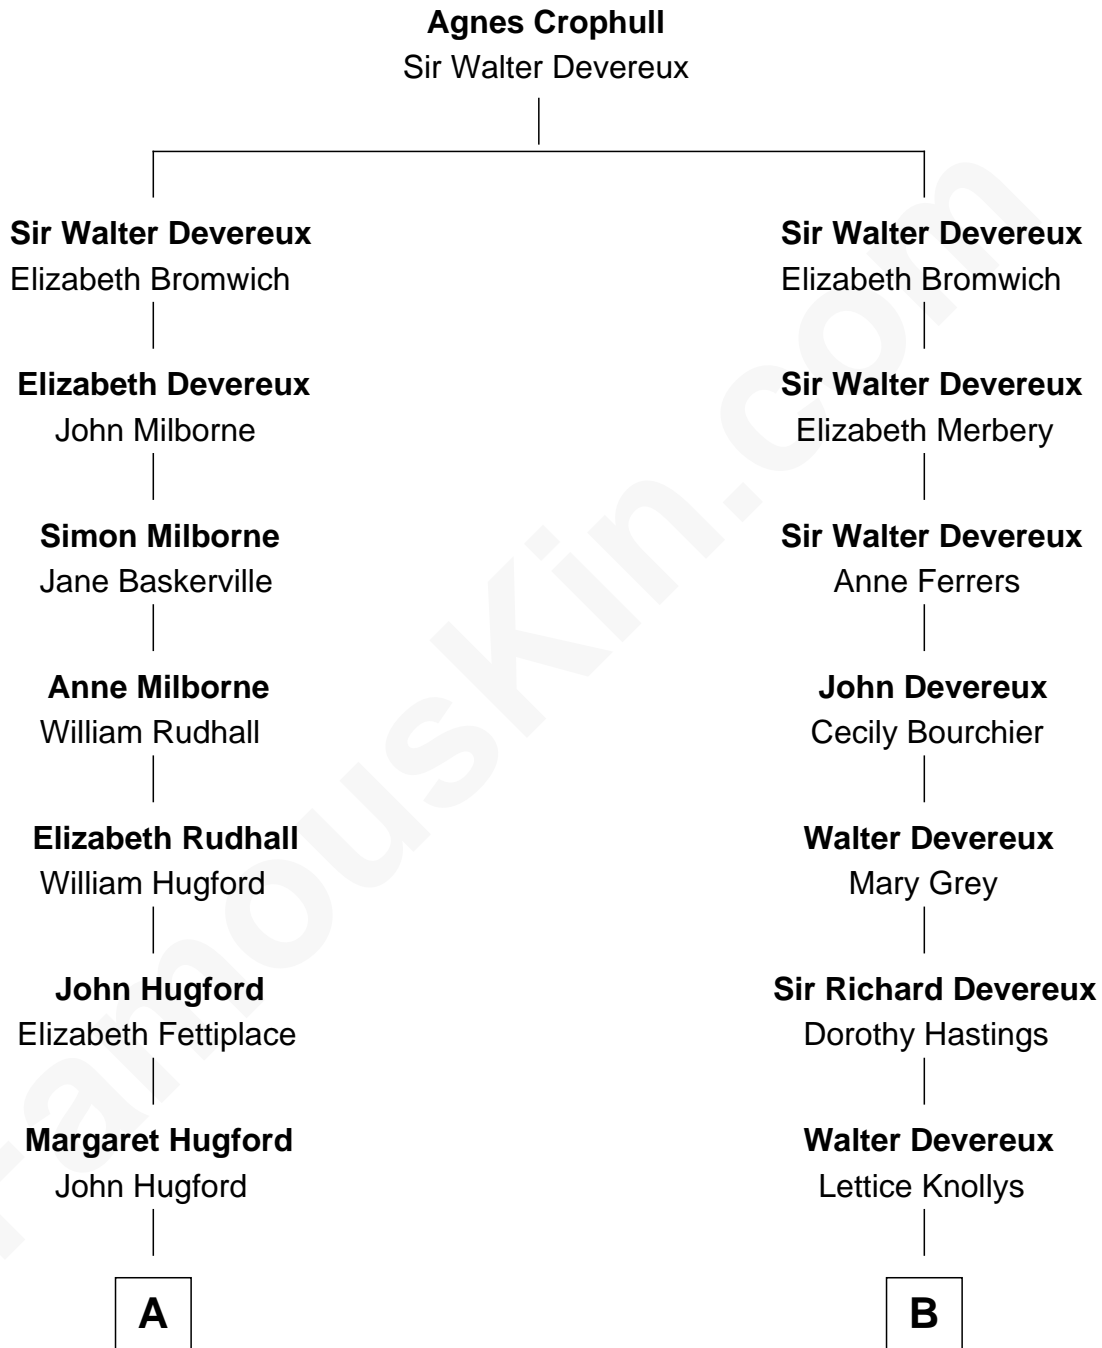 Agnes Crophull
Sir Walter Devereux
Sir Walter Devereux
Elizabeth Bromwich
Elizabeth Devereux
John Milborne
Simon Milborne
Jane Baskerville
Anne Milborne
William Rudhall
Elizabeth Rudhall
William Hugford
John Hugford
Elizabeth Fettiplace
Margaret Hugford
John Hugford
A
Sir Walter Devereux
Elizabeth Bromwich
Sir Walter Devereux
Elizabeth Merbery
Sir Walter Devereux
Anne Ferrers
John Devereux
Cecily Bourchier
Walter Devereux
Mary Grey
Sir Richard Devereux
Dorothy Hastings
Walter Devereux
Lettice Knollys
B
FamousKin.com